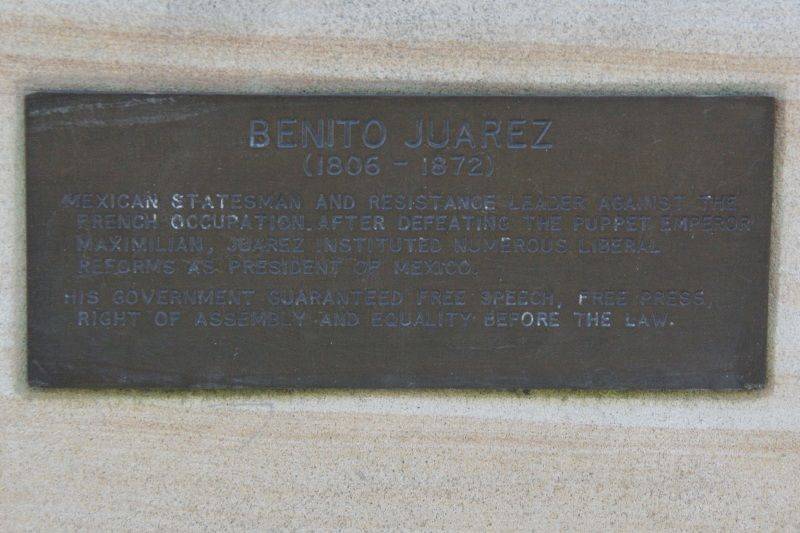 BENITO JUAREZ
(1806 - 1872)
MEXICAN STATESMAN AND RESISTANCE LEADER AGAINST THE
FRENCH OCCUPATION. AFTER DEFEATING THE PUPPET EMPEROR
MAXIMILIAN, JUAREZ INSTITUTED NUMEROUS LIBERAL
REFORMS AS PRESIDENT OF MEXICO.
HIS GOVERNMENT GUARANTEED FREE SPEECH, FREE PRESS,
RIGHT OF ASSEMBLY AND EQUALITY BEFORE THE LAW.